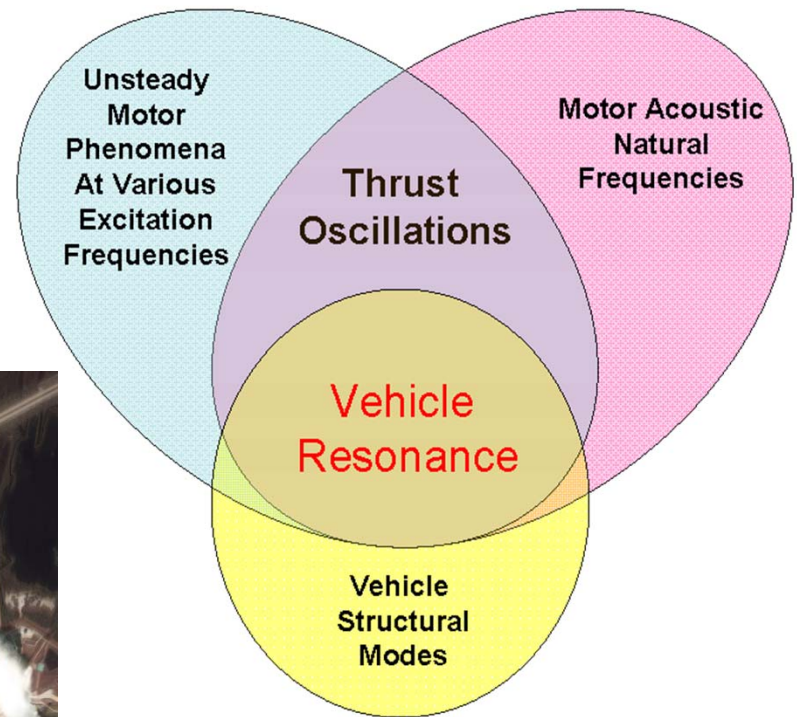 Unsteady
Motor
Phenomena
At Various
Excitation
Frequencies
Motor Acoustic
Natural
Frequencies
Thrust
Oscillations
Vehicle
Resonance
Vehicle
Structural
Modes